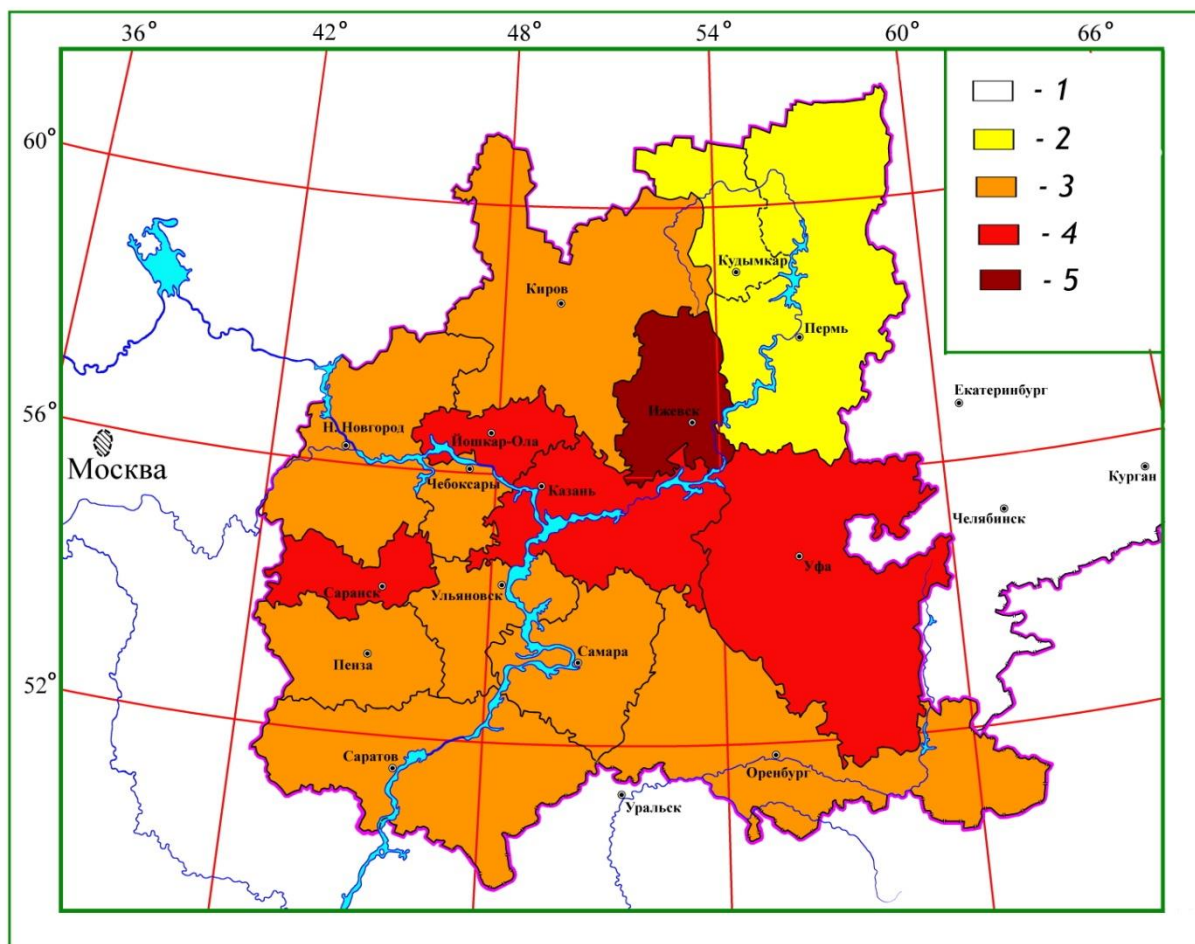 36° 42° 48° 54° 60° 66°
- 1
- 2
60°
- 3
- 4
Кудымкар
- 5
Киров
Пермь
Екатеринбург
56°
Н. Новгород
Ижевск
Йошкар-Ола
Москва
Чебоксары
Казань
Курган
Челябинск
Уфа
Саранск
Ульяновск
Пенза
Самара
52°
Саратов
Оренбург
Уральск